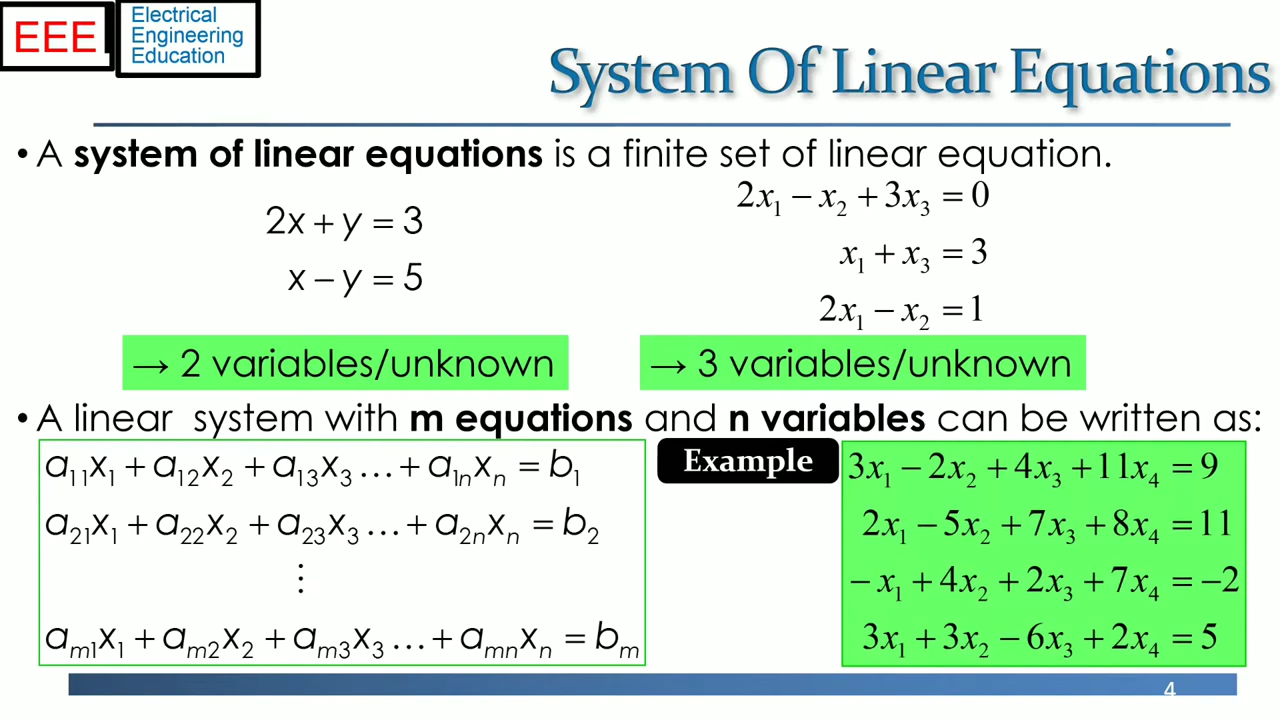 EEE
Electrical
Engineering
Education
System Of Linear Equations
• A system of linear equations is a finite set of linear equation.
2x + y = 3
x − y = 5
2x₁ − x₂ + 3x₃ = 0
x₁ + x₃ = 3
2x₁ − x₂ = 1
→ 2 variables/unknown
→ 3 variables/unknown
• A linear system with m equations and n variables can be written as:
a₁₁x₁ + a₁₂x₂ + a₁₃x₃ … + a₁ₙxₙ = b₁
a₂₁x₁ + a₂₂x₂ + a₂₃x₃ … + a₂ₙxₙ = b₂
⋮
aₘ₁x₁ + aₘ₂x₂ + aₘ₃x₃ … + aₘₙxₙ = bₘ
Example
3x₁ − 2x₂ + 4x₃ + 11x₄ = 9
2x₁ − 5x₂ + 7x₃ + 8x₄ = 11
− x₁ + 4x₂ + 2x₃ + 7x₄ = −2
3x₁ + 3x₂ − 6x₃ + 2x₄ = 5
4